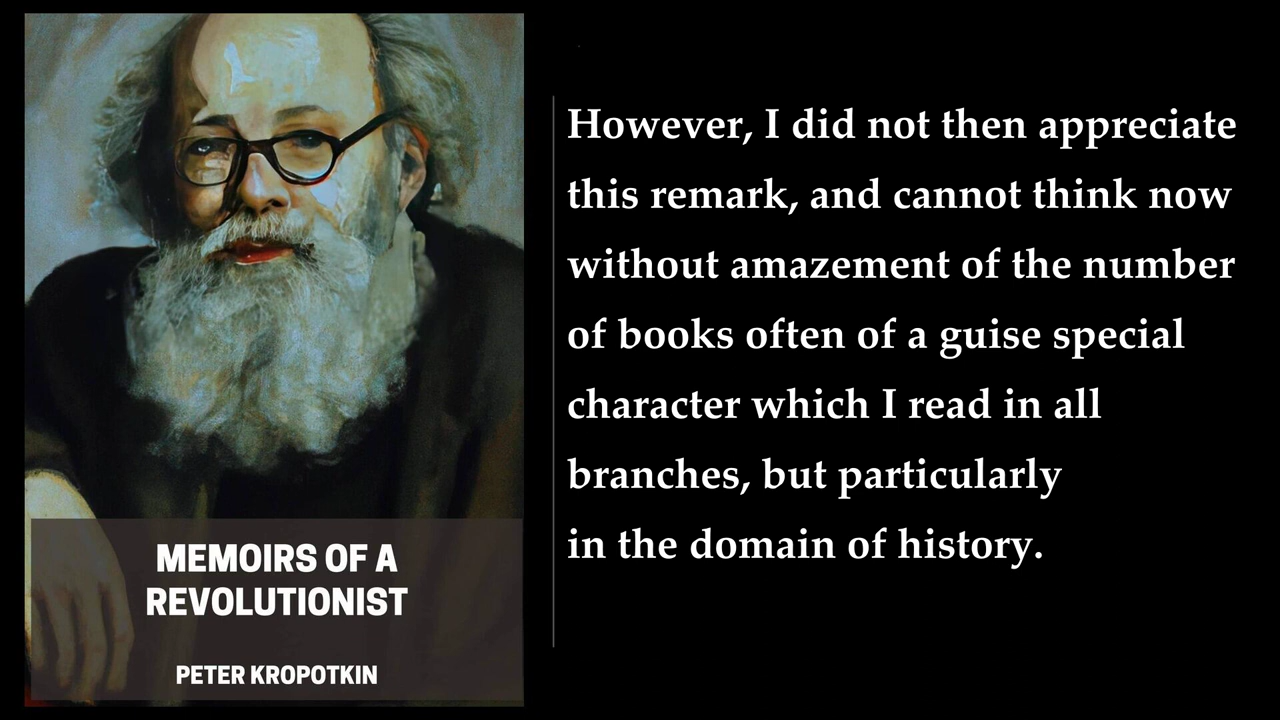 MEMOIRS OF A
REVOLUTIONIST
PETER KROPOTKIN
However, I did not then appreciate
this remark, and cannot think now
without amazement of the number
of books often of a guise special
character which I read in all
branches, but particularly
in the domain of history.